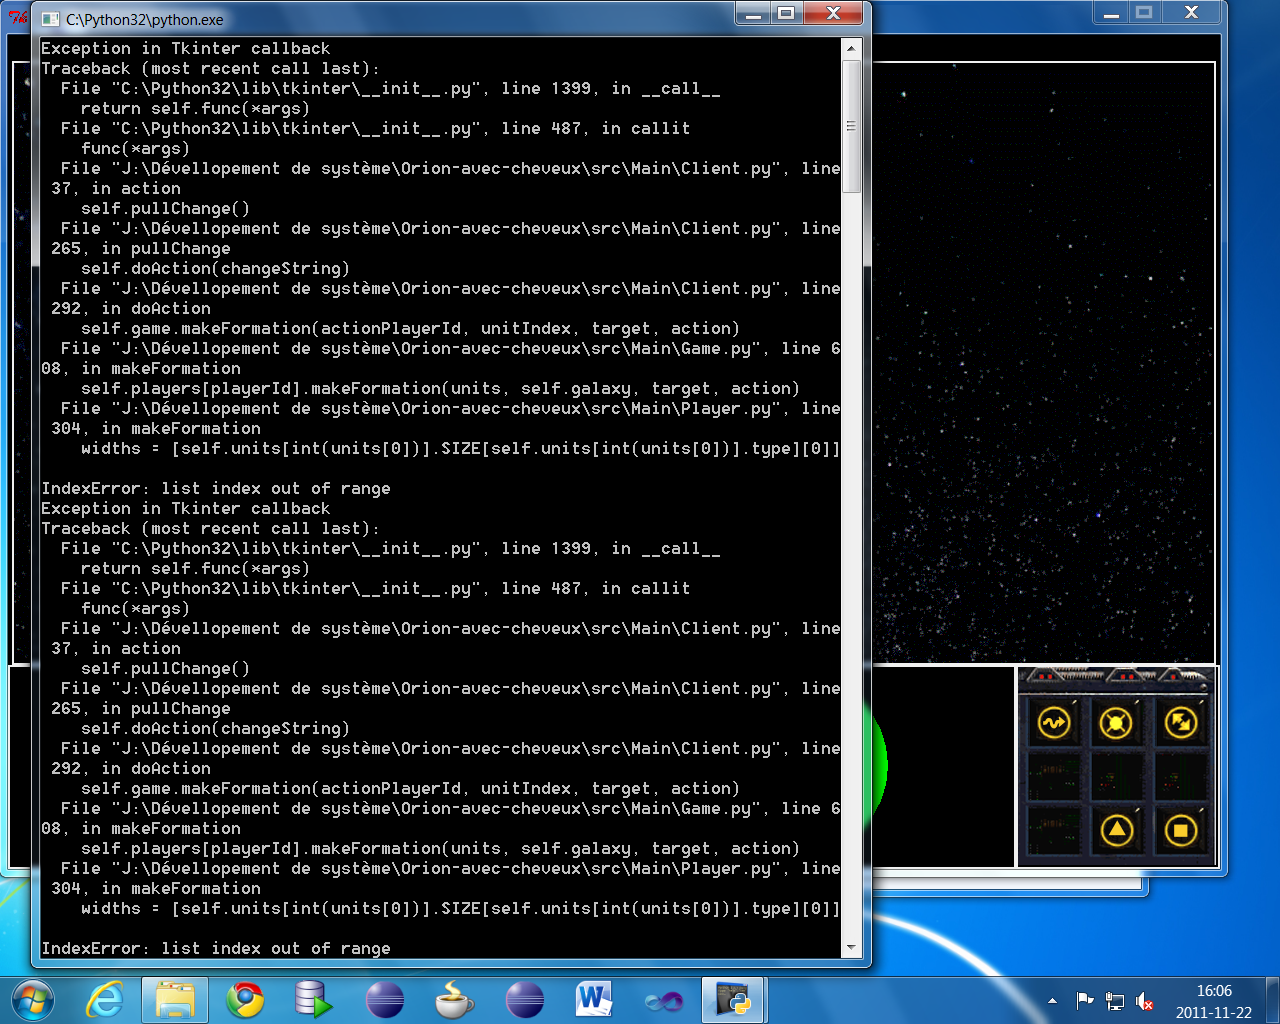 C:\Python32\python.exe
Exception in Tkinter callback
Traceback (most recent call last):
  File "C:\Python32\lib\tkinter\__init__.py", line 1399, in __call__
    return self.func(*args)
  File "C:\Python32\lib\tkinter\__init__.py", line 487, in callit
    func(*args)
  File "J:\Dévellopement de système\Orion-avec-cheveux\src\Main\Client.py", line
 37, in action
    self.pullChange()
  File "J:\Dévellopement de système\Orion-avec-cheveux\src\Main\Client.py", line
 265, in pullChange
    self.doAction(changeString)
  File "J:\Dévellopement de système\Orion-avec-cheveux\src\Main\Client.py", line
 292, in doAction
    self.game.makeFormation(actionPlayerId, unitIndex, target, action)
  File "J:\Dévellopement de système\Orion-avec-cheveux\src\Main\Game.py", line 6
08, in makeFormation
    self.players[playerId].makeFormation(units, self.galaxy, target, action)
  File "J:\Dévellopement de système\Orion-avec-cheveux\src\Main\Player.py", line
 304, in makeFormation
    widths = [self.units[int(units[0])].SIZE[self.units[int(units[0])].type][0]]
IndexError: list index out of range
Exception in Tkinter callback
Traceback (most recent call last):
  File "C:\Python32\lib\tkinter\__init__.py", line 1399, in __call__
    return self.func(*args)
  File "C:\Python32\lib\tkinter\__init__.py", line 487, in callit
    func(*args)
  File "J:\Dévellopement de système\Orion-avec-cheveux\src\Main\Client.py", line
 37, in action
    self.pullChange()
  File "J:\Dévellopement de système\Orion-avec-cheveux\src\Main\Client.py", line
 265, in pullChange
    self.doAction(changeString)
  File "J:\Dévellopement de système\Orion-avec-cheveux\src\Main\Client.py", line
 292, in doAction
    self.game.makeFormation(actionPlayerId, unitIndex, target, action)
  File "J:\Dévellopement de système\Orion-avec-cheveux\src\Main\Game.py", line 6
08, in makeFormation
    self.players[playerId].makeFormation(units, self.galaxy, target, action)
  File "J:\Dévellopement de système\Orion-avec-cheveux\src\Main\Player.py", line
 304, in makeFormation
    widths = [self.units[int(units[0])].SIZE[self.units[int(units[0])].type][0]]
IndexError: list index out of range
16:06
2011-11-22